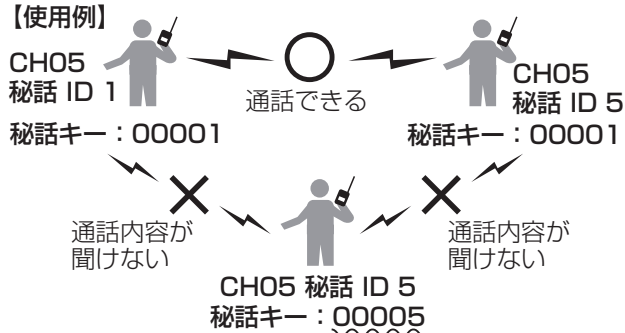 【使用例】
CH05
秘話 ID 1
秘話キー：00001
通話できる
CH05
秘話 ID 5
秘話キー：00001
通話内容が
聞けない
通話内容が
聞けない
CH05 秘話 ID 5
秘話キー：00005